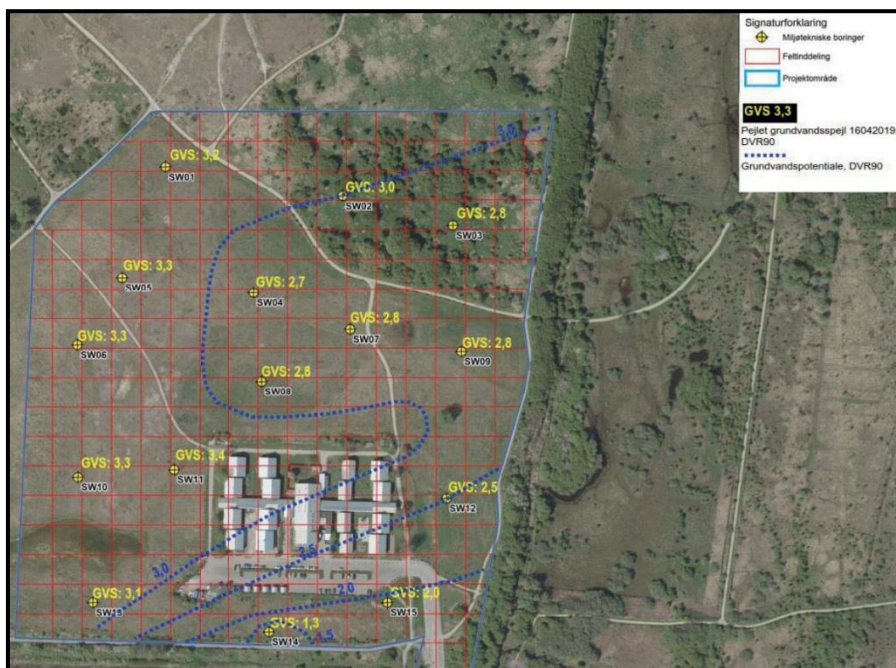 Signaturforklaring
Miljøtekniske boringer
Feltinddeling
Projektområde
GVS 3,3
Pejlet grundvandsspejl 16042019
DVR90
Grundvandspotentiale, DVR90
3,0
GVS: 3,2
SW01
GVS: 3,0
SW02
GVS: 2,8
SW03
GVS: 3,3
SW05
GVS: 2,7
SW04
GVS: 2,8
SW07
GVS: 3,3
SW06
GVS: 2,8
SW09
GVS: 2,8
SW08
GVS: 3,4
SW11
GVS: 3,3
SW10
GVS: 2,5
SW12
2,5
3,0
2,0
GVS: 3,1
GVS: 2,0
SW15
GVS: 1,3
SW14
1,5